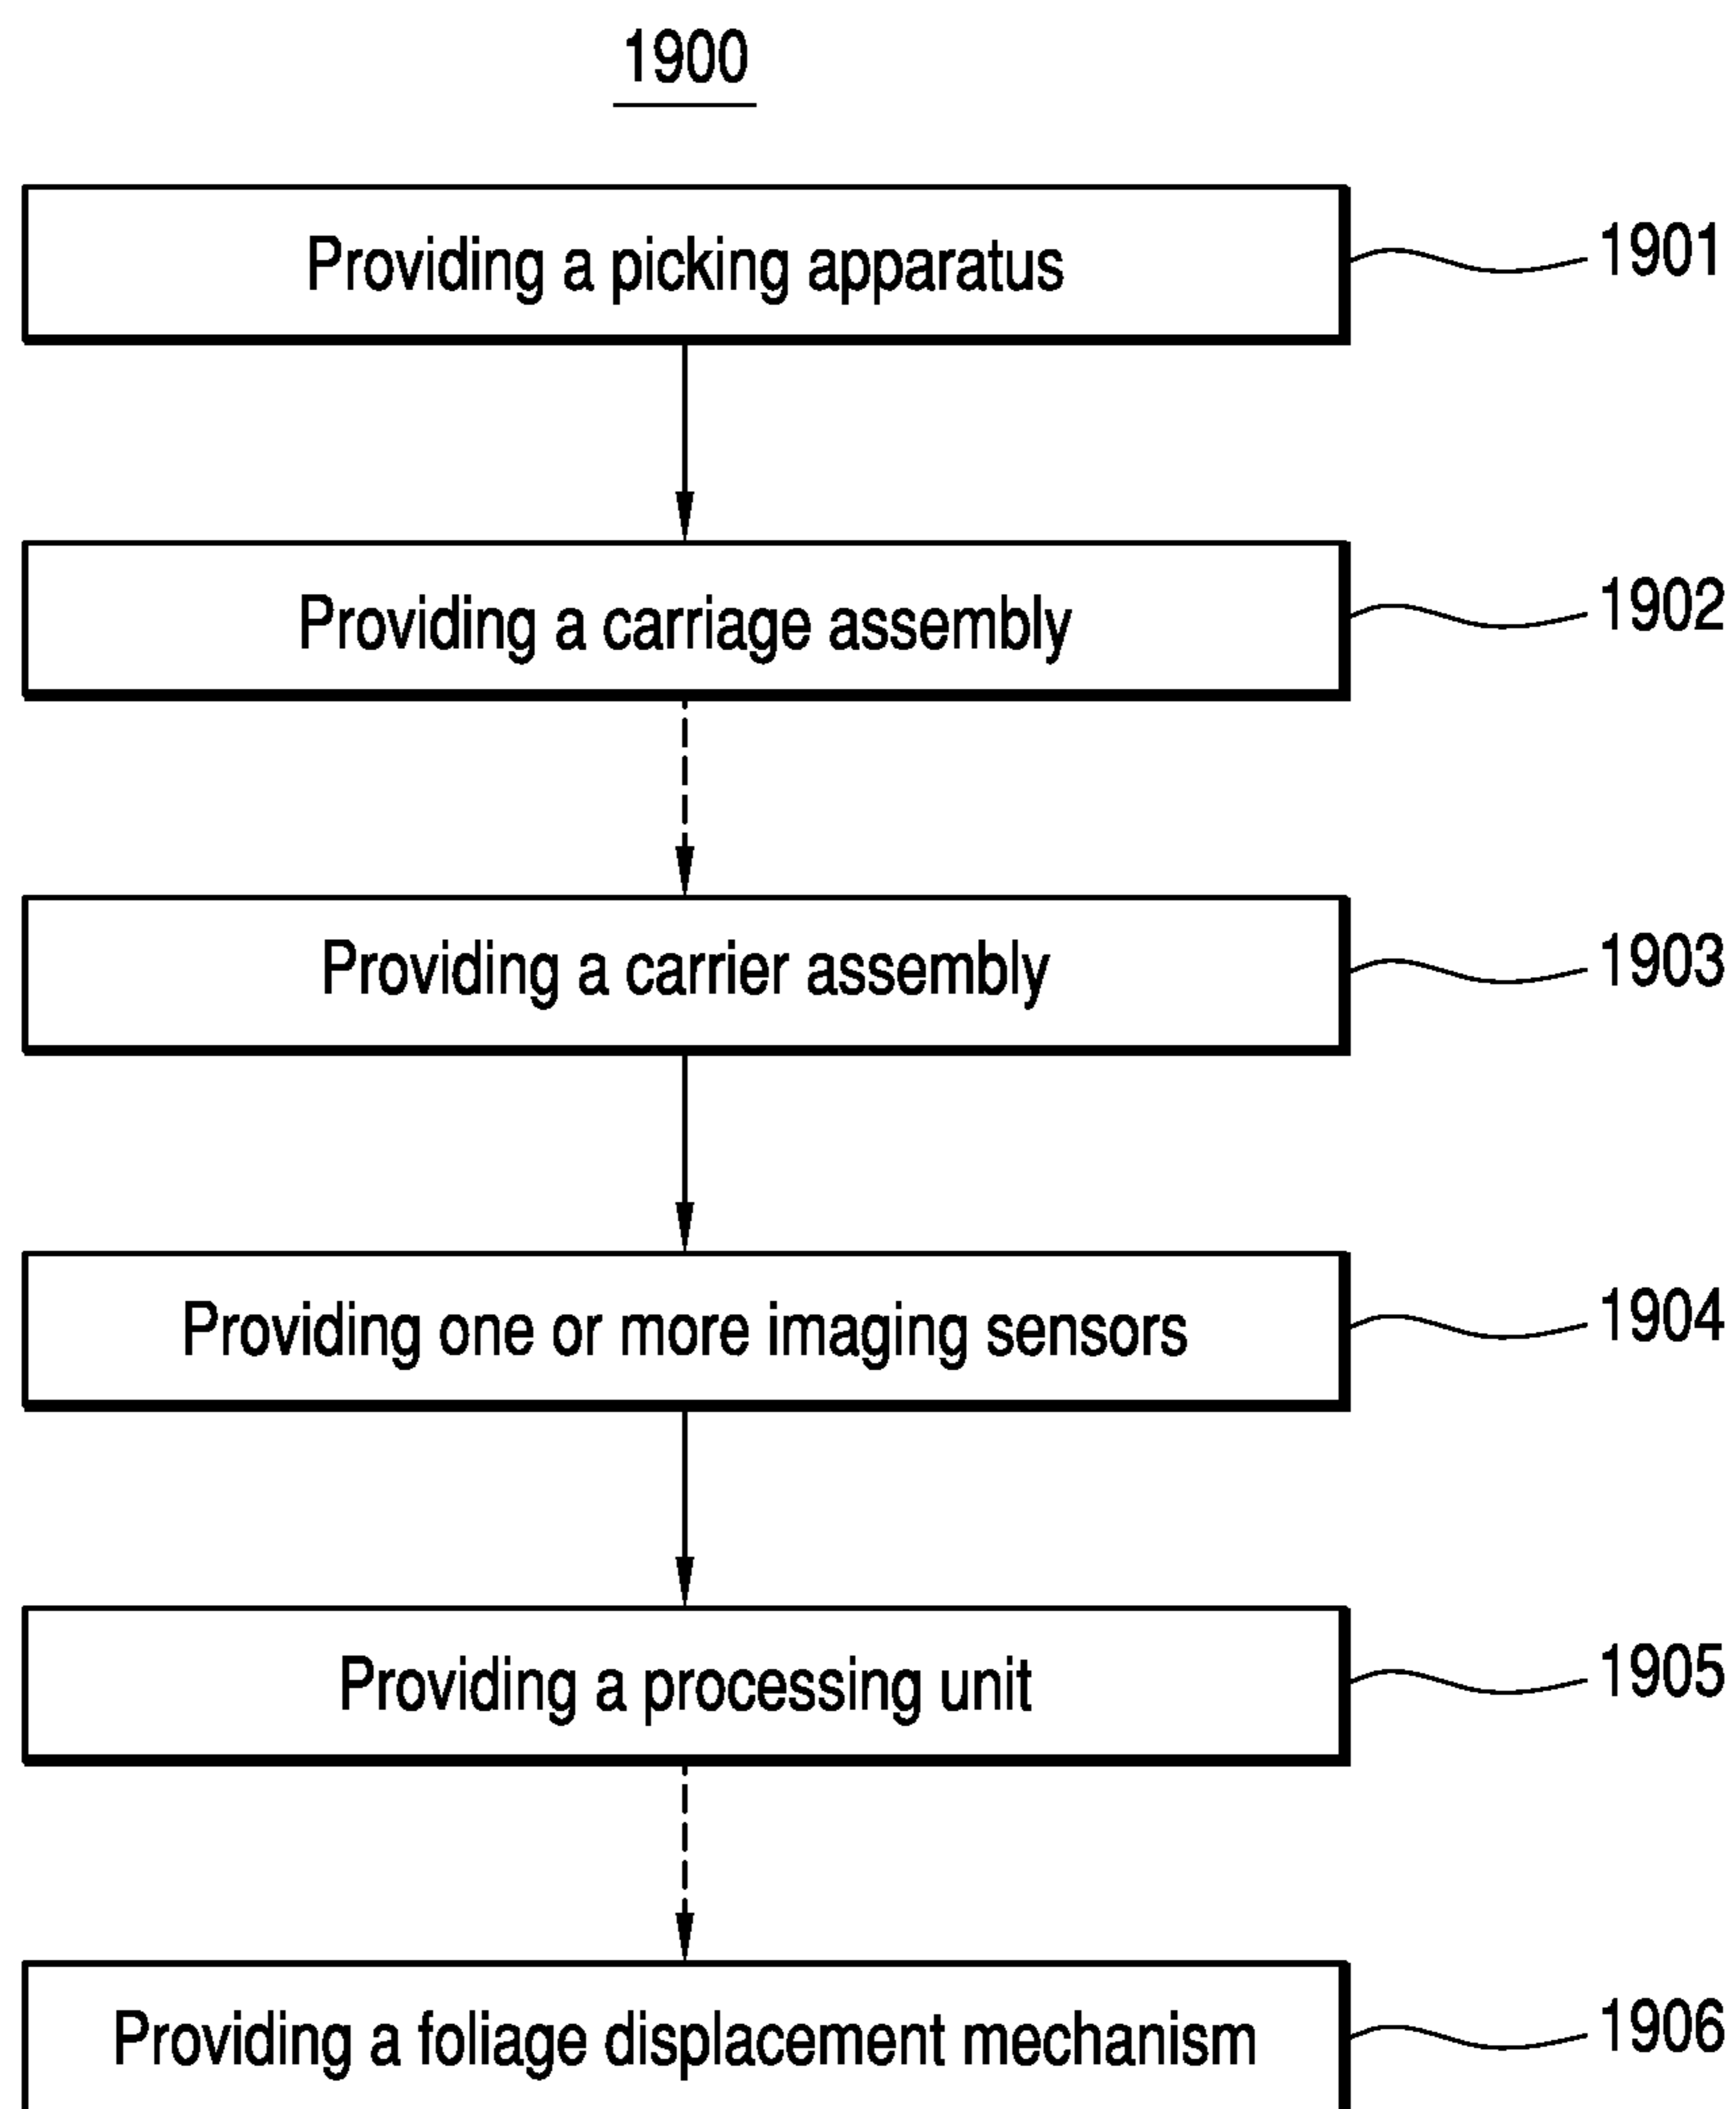 1900
Providing a picking apparatus 1901
Providing a carriage assembly 1902
Providing a carrier assembly 1903
Providing one or more imaging sensors 1904
Providing a processing unit 1905
Providing a foliage displacement mechanism 1906